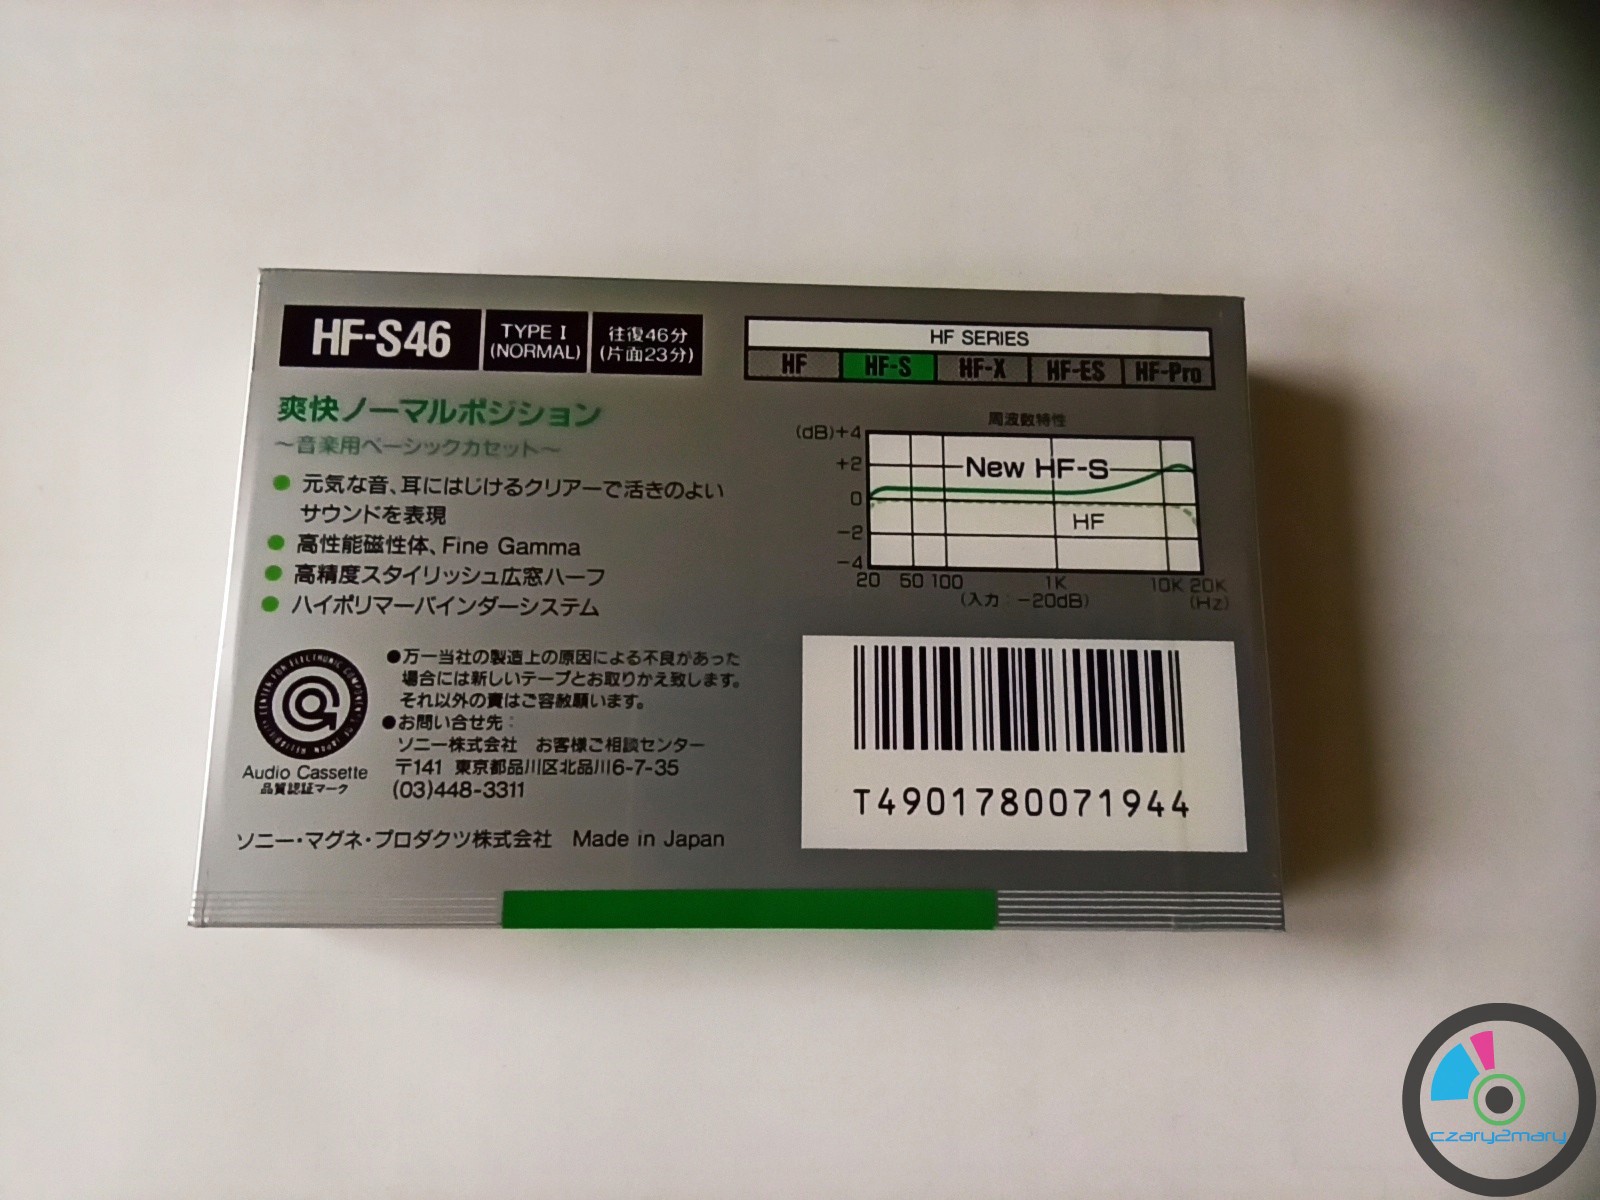 HF-S46
TYPE I
(NORMAL)
往復46分
(片面23分)
HF SERIES
HF HF-S HF-X HF-ES HF-Pro
爽快ノーマルポジション
〜音楽用ベーシックカセット〜
● 元気な音、耳にはじけるクリアーで活きのよい
サウンドを表現
● 高性能磁性体、Fine Gamma
● 高精度スタイリッシュ広窓ハーフ
● ハイポリマーバインダーシステム
周波数特性
(dB)+4
+2
0
−2
−4
New HF-S
HF
20 50 100 1K 10K 20K
(入力：−20dB) (Hz)
Audio Cassette
品質認証マーク
●万一当社の製造上の原因による不良があった
場合には新しいテープとお取りかえ致します。
それ以外の責はご容赦願います。
●お問い合せ先：
ソニー株式会社　お客様ご相談センター
〒141 東京都品川区北品川6-7-35
(03)448-3311
ソニー・マグネ・プロダクツ株式会社　Made in Japan
T4901780071944
czary2mary